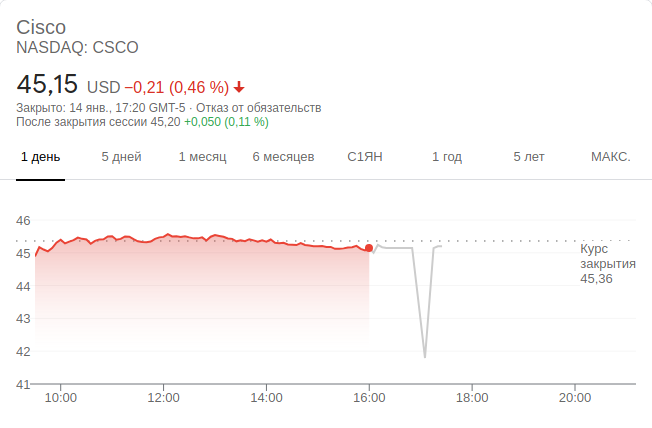 Cisco
NASDAQ: CSCO
45,15 USD −0,21 (0,46 %)
Закрыто: 14 янв., 17:20 GMT-5 · Отказ от обязательств
После закрытия сессии 45,20 +0,050 (0,11 %)
1 день 5 дней 1 месяц 6 месяцев С1ЯН 1 год 5 лет МАКС.
46
45
44
43
42
41
Курс
закрытия
45,36
10:00 12:00 14:00 16:00 18:00 20:00